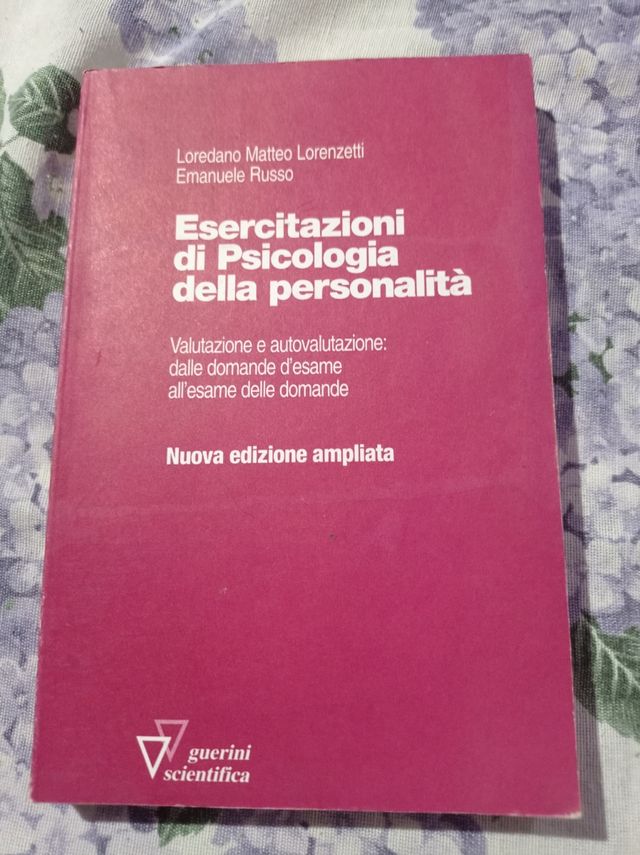 Loredano Matteo Lorenzetti
Emanuele Russo
Esercitazioni
di Psicologia
della personalità
Valutazione e autovalutazione:
dalle domande d'esame
all'esame delle domande
Nuova edizione ampliata
guerini
scientifica